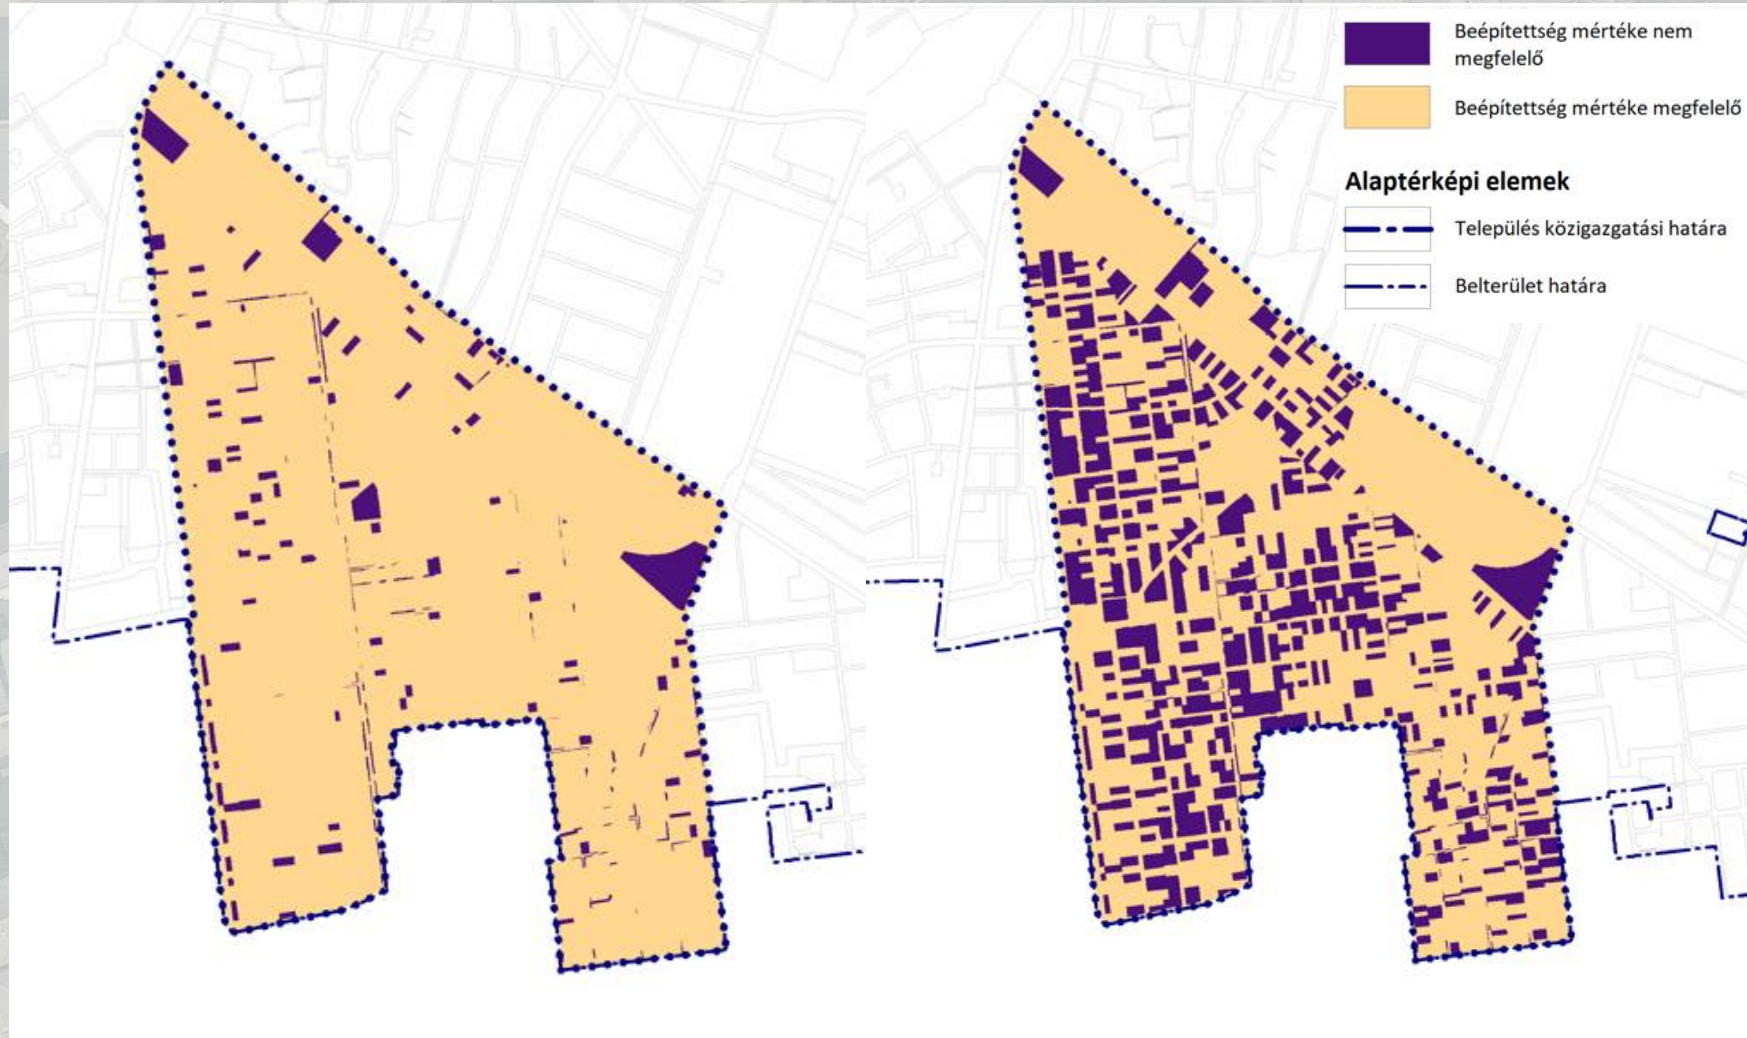 Beépítettség mértéke nem
megfelelő
Beépítettség mértéke megfelelő
Alaptérképi elemek
Település közigazgatási határa
Belterület határa